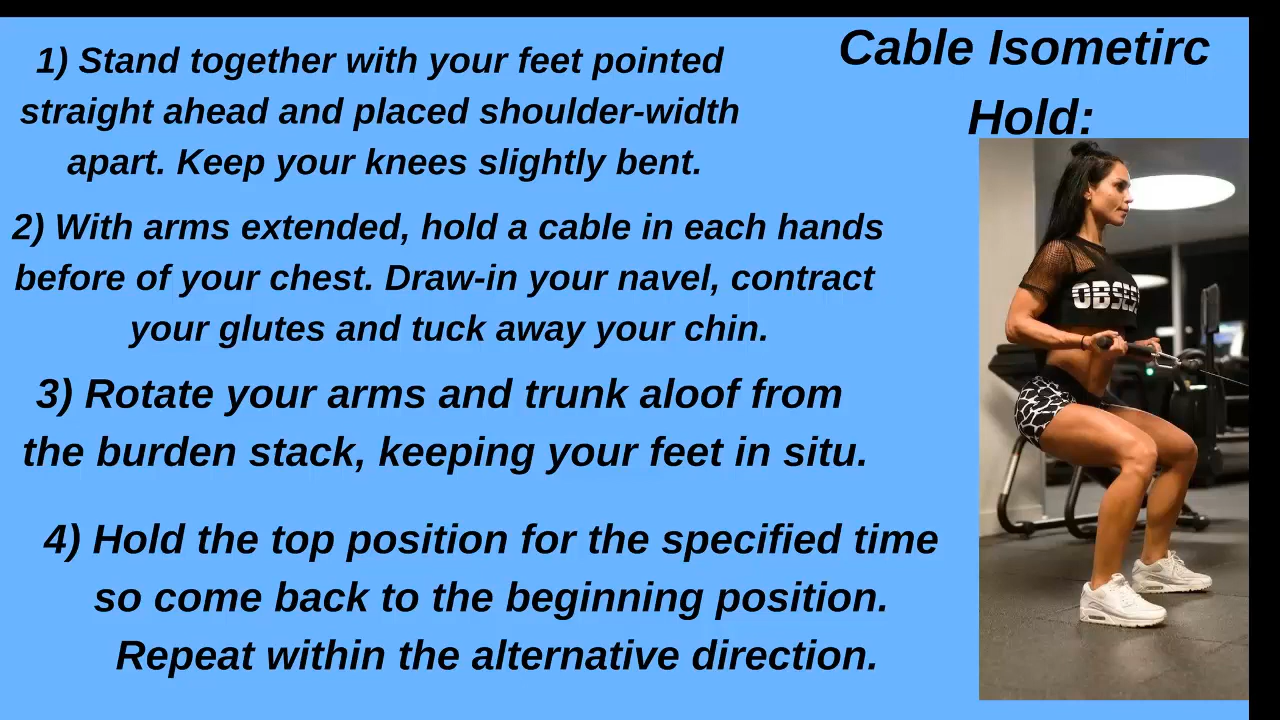 Cable Isometirc
Hold:
1) Stand together with your feet pointed
straight ahead and placed shoulder-width
apart. Keep your knees slightly bent.
2) With arms extended, hold a cable in each hands
before of your chest. Draw-in your navel, contract
your glutes and tuck away your chin.
3) Rotate your arms and trunk aloof from
the burden stack, keeping your feet in situ.
4) Hold the top position for the specified time
so come back to the beginning position.
Repeat within the alternative direction.